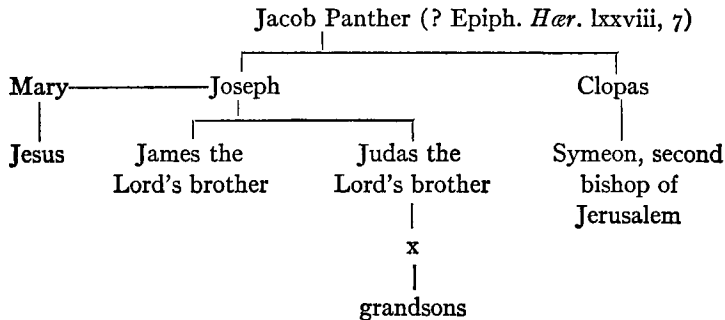 Jacob Panther (? Epiph. Hær. lxxviii, 7)
Mary Joseph Clopas
Jesus James the Judas the Symeon, second
Lord's brother Lord's brother bishop of
Jerusalem
x
grandsons